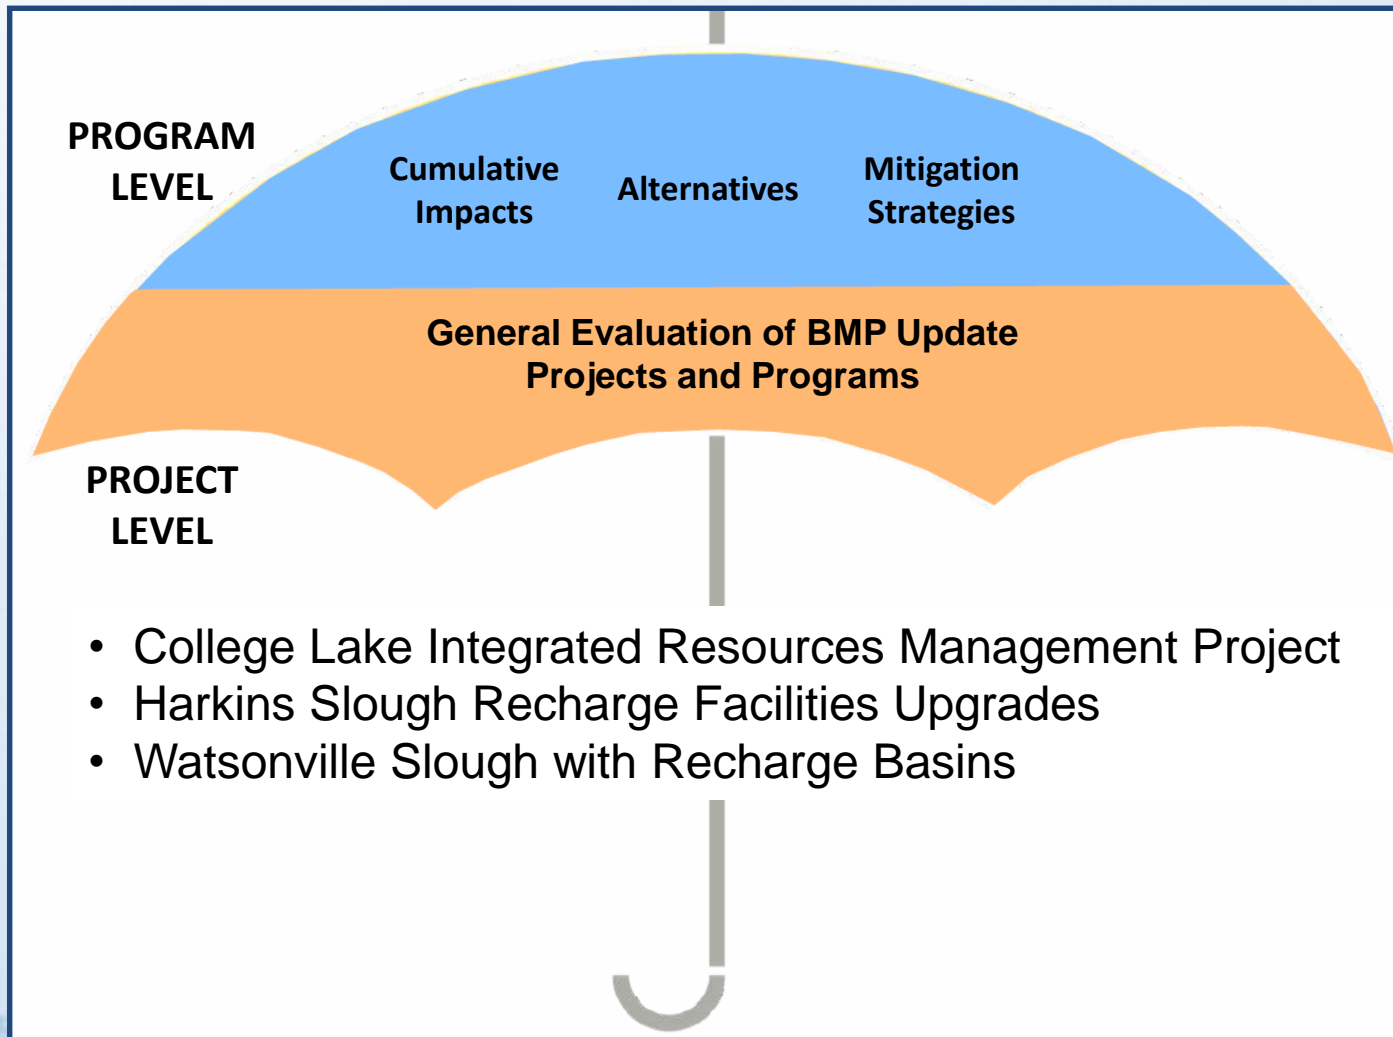 PROGRAM
LEVEL
Cumulative
Impacts
Alternatives
Mitigation
Strategies
General Evaluation of BMP Update
Projects and Programs
PROJECT
LEVEL
• College Lake Integrated Resources Management Project
• Harkins Slough Recharge Facilities Upgrades
• Watsonville Slough with Recharge Basins